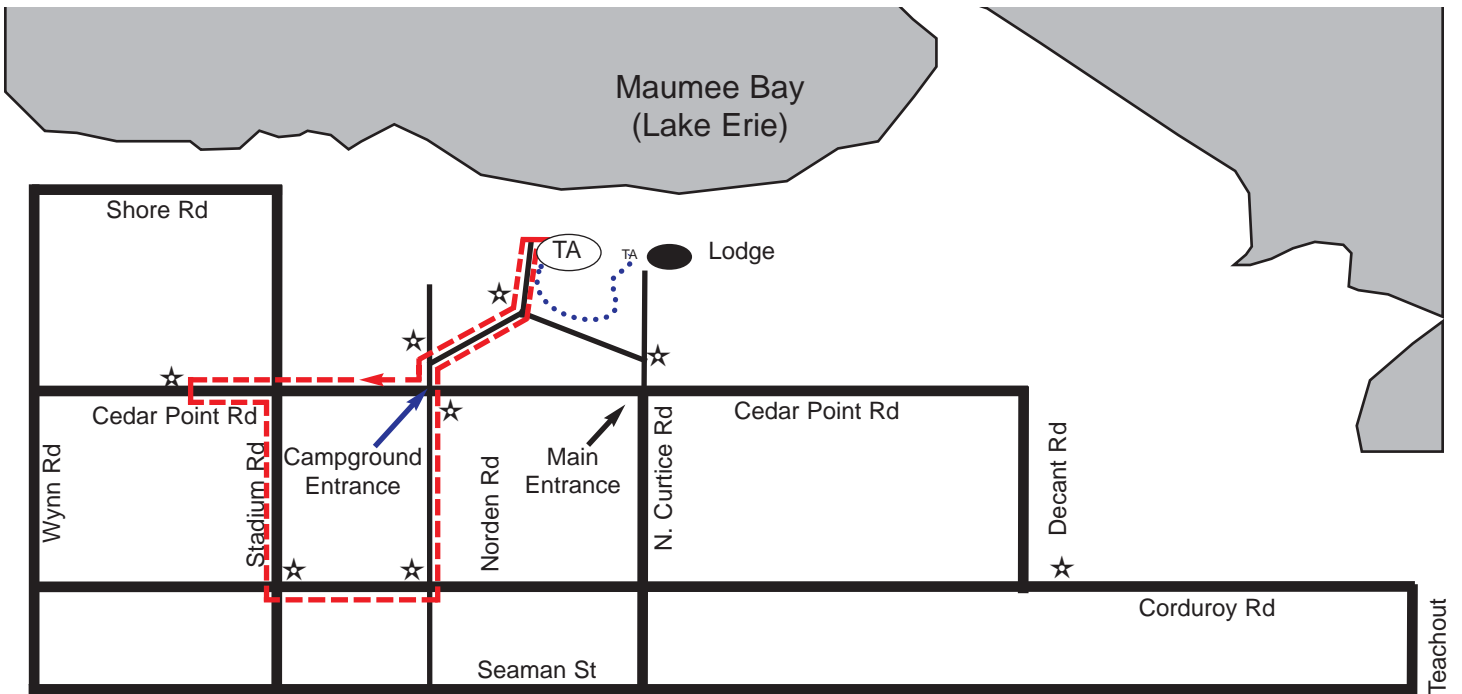 Maumee Bay
(Lake Erie)
Shore Rd
TA
TA
Lodge
Cedar Point Rd
Cedar Point Rd
Wynn Rd
Stadium Rd
Campground
Entrance
Norden Rd
Main
Entrance
N. Curtice Rd
Decant Rd
Corduroy Rd
Seaman St
Teachout